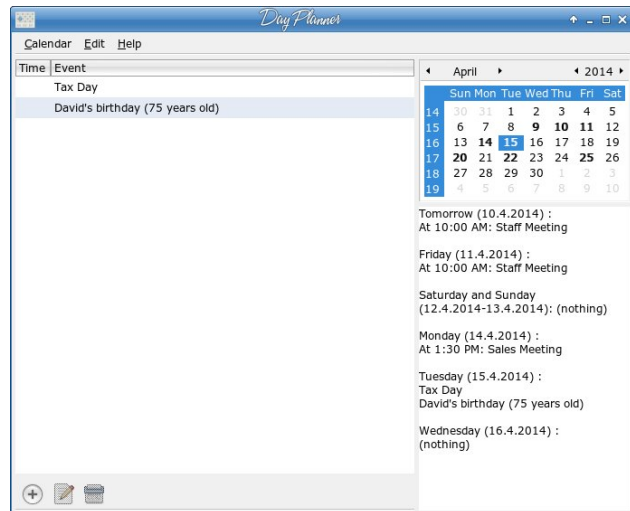 Day Planner
Calendar Edit Help
Time Event
Tax Day
David's birthday (75 years old)
April 2014
Sun Mon Tue Wed Thu Fri Sat
14 30 31 1 2 3 4 5
15 6 7 8 9 10 11 12
16 13 14 15 16 17 18 19
17 20 21 22 23 24 25 26
18 27 28 29 30 1 2 3
19 4 5 6 7 8 9 10
Tomorrow (10.4.2014) :
At 10:00 AM: Staff Meeting
Friday (11.4.2014) :
At 10:00 AM: Staff Meeting
Saturday and Sunday
(12.4.2014-13.4.2014): (nothing)
Monday (14.4.2014) :
At 1:30 PM: Sales Meeting
Tuesday (15.4.2014) :
Tax Day
David's birthday (75 years old)
Wednesday (16.4.2014) :
(nothing)